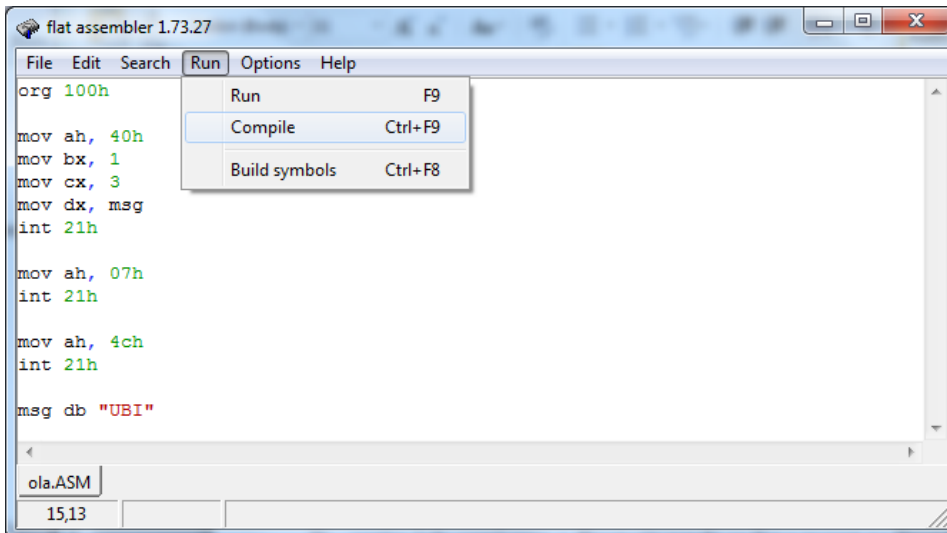 flat assembler 1.73.27
File Edit Search Run Options Help
org 100h
Run F9
Compile Ctrl+F9
Build symbols Ctrl+F8
mov ah, 40h
mov bx, 1
mov cx, 3
mov dx, msg
int 21h
mov ah, 07h
int 21h
mov ah, 4ch
int 21h
msg db "UBI"
ola.ASM
15,13